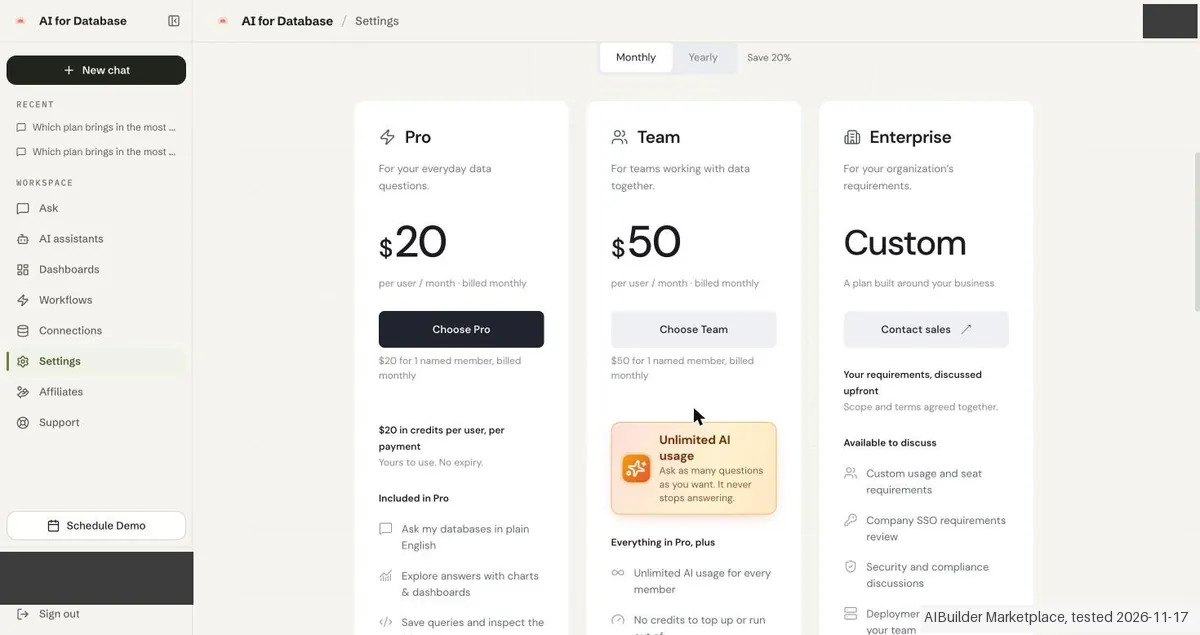 AI for Database
New chat
RECENT
Which plan brings in the most ...
Which plan brings in the most ...
WORKSPACE
Ask
AI assistants
Dashboards
Workflows
Connections
Settings
Affiliates
Support
Schedule Demo
Sign out
AI for Database / Settings
Monthly
Yearly
Save 20%
Pro
For your everyday data
questions.
$20
per user / month · billed monthly
Choose Pro
$20 for 1 named member, billed
monthly
$20 in credits per user, per
payment
Yours to use. No expiry.
Included in Pro
Ask my databases in plain
English
Explore answers with charts
& dashboards
Save queries and inspect the
Team
For teams working with data
together.
$50
per user / month · billed monthly
Choose Team
$50 for 1 named member, billed
monthly
Unlimited AI
usage
Ask as many questions
as you want. It never
stops answering.
Everything in Pro, plus
Unlimited AI usage for every
member
No credits to top up or run
out of
Enterprise
For your organization's
requirements.
Custom
A plan built around your business
Contact sales
Your requirements, discussed
upfront
Scope and terms agreed together.
Available to discuss
Custom usage and seat
requirements
Company SSO requirements
review
Security and compliance
discussions
your team
AIBuilder Marketplace, tested 2026-11-17